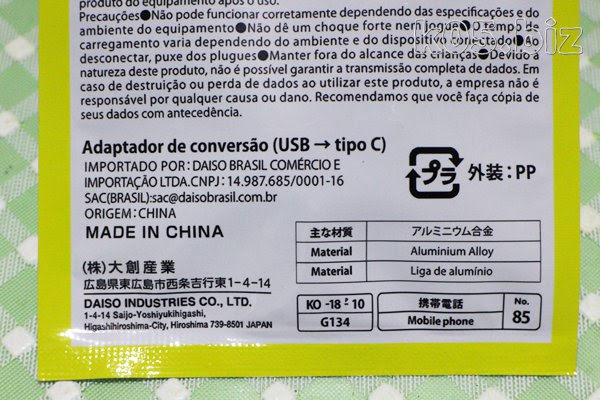 produto do equipamento após o uso.
Precauções●Não pode funcionar corretamente dependendo das especificações e do
ambiente do equipamento●Não dê um choque forte nem flexione●O tempo de
carregamento varia dependendo do ambiente e do dispositivo ●Ao
desconectar, puxe dos plugues●Manter fora do alcance das crianças●Devido à
natureza deste produto, não é possível garantir a transmissão completa de dados. Em
caso de destruição ou perda de dados ao utilizar este produto, a empresa não é
responsável por qualquer causa ou dano. Recomendamos que você faça cópia de
seus dados com antecedência.
k0s.biz
Adaptador de conversão (USB → tipo C)
IMPORTADO POR: DAISO BRASIL COMÉRCIO E
IMPORTAÇÃO LTDA.CNPJ: 14.987.685/0001-16
SAC(BRASIL):sac@daisobrasil.com.br
ORIGEM: CHINA
MADE IN CHINA
プラ 外装：PP
主な材質 アルミニウム合金
Material Aluminium Alloy
Material Liga de alumínio
(株)大創産業
広島県東広島市西条吉行東1-4-14
DAISO INDUSTRIES CO., LTD.
1-4-14 Saijo-Yoshiyukihigashi,
Higashihiroshima-City, Hiroshima 739-8501 JAPAN
KO -18-ﾃ 10
G134
携帯電話 No.
Mobile phone 85